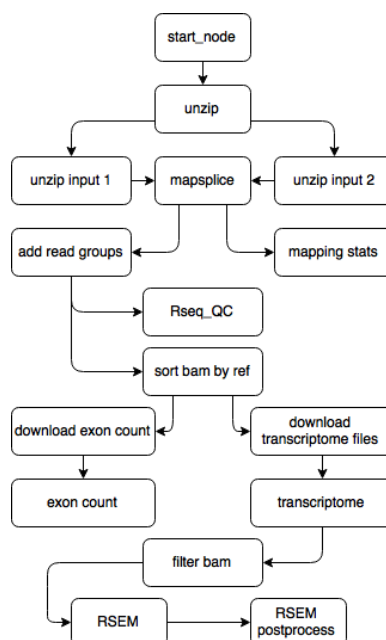 start_node
unzip
unzip input 1
mapsplice
unzip input 2
add read groups
mapping stats
Rseq_QC
sort bam by ref
download exon count
download
transcriptome files
exon count
transcriptome
filter bam
RSEM
RSEM
postprocess